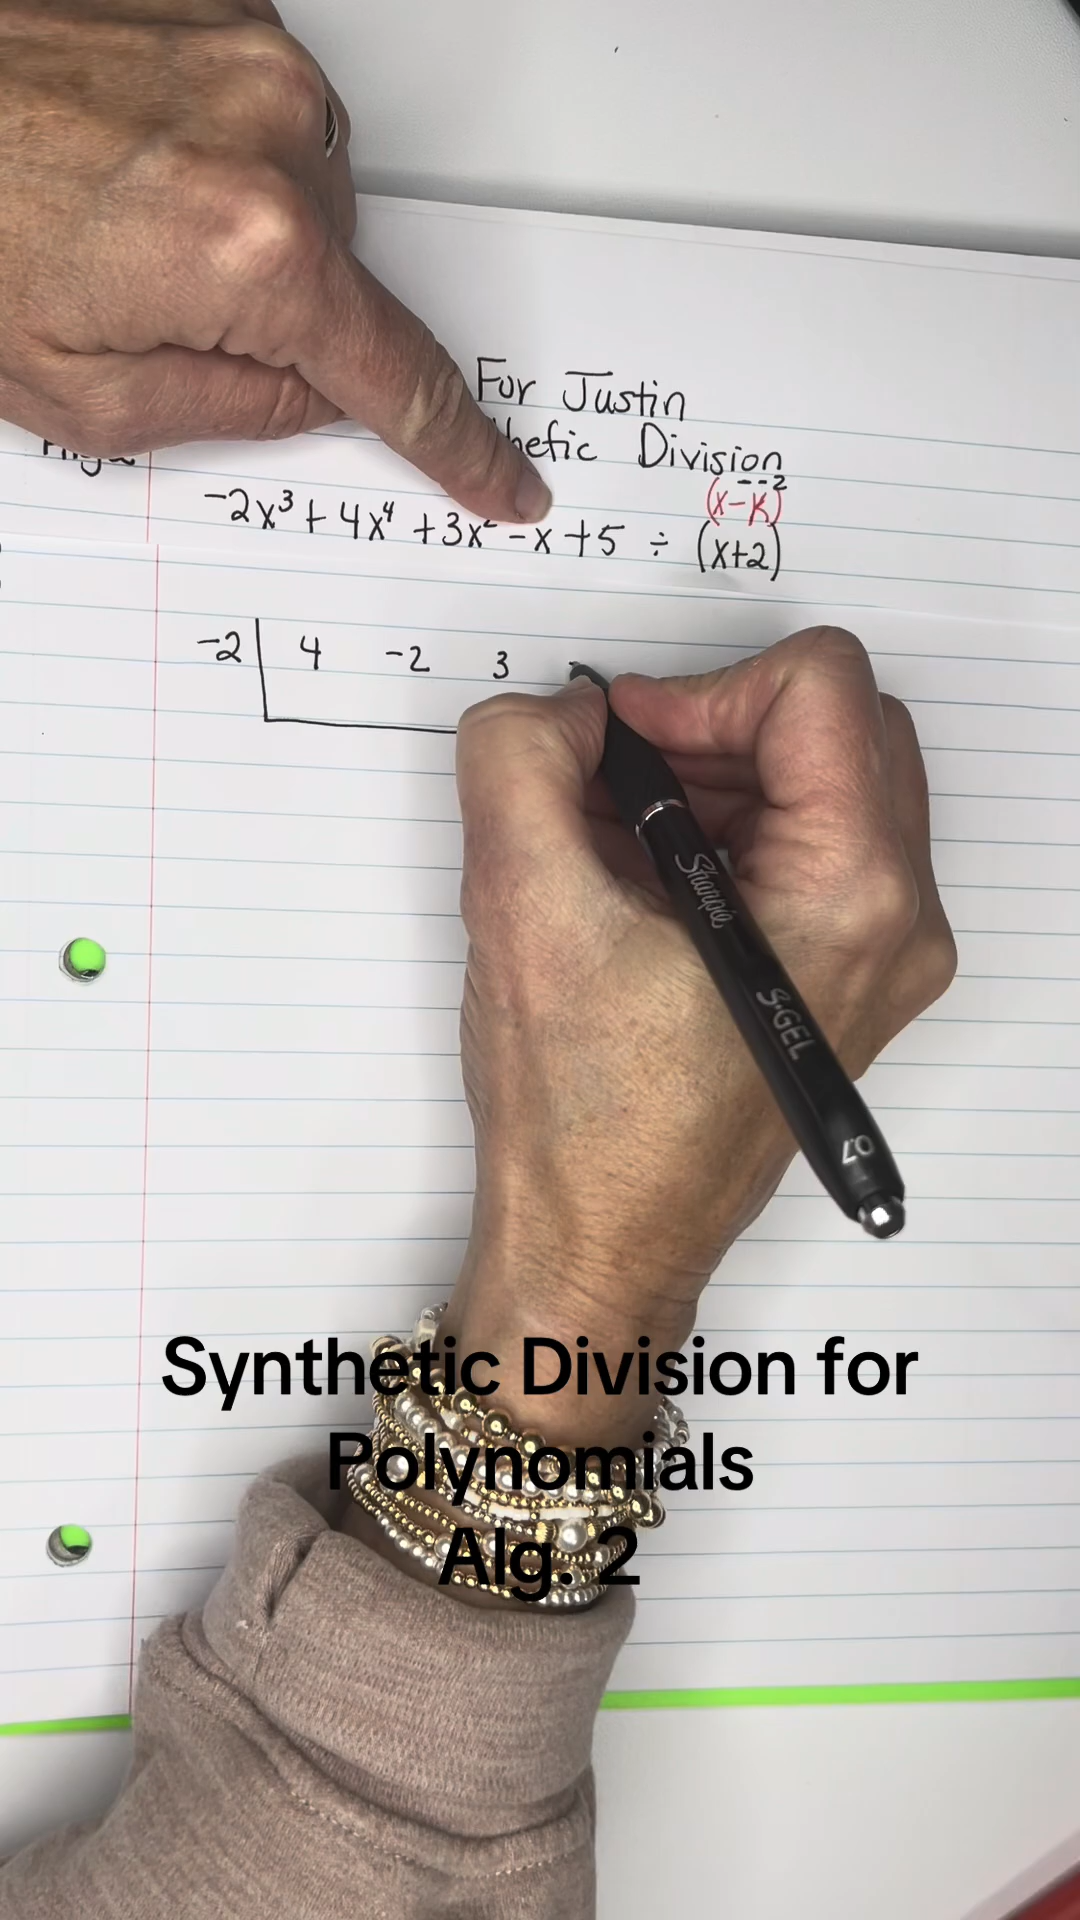 For Justin
Division
--2
(x-k)
-2x³ + 4x⁴ +3x² -x +5 ÷ (x+2)
-2 4 -2 3
Sharpie
S·GEL
0.7
Synthetic Division for
Polynomials
Alg. 2